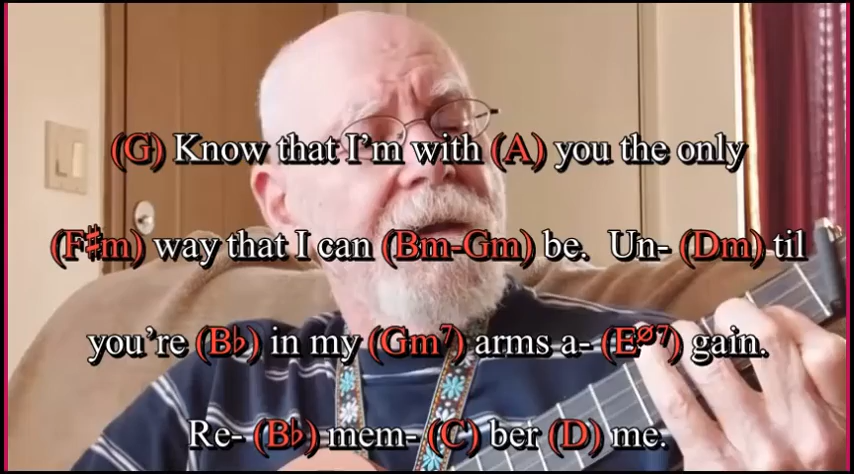 (G) Know that I'm with (A) you the only
(F♯m) way that I can (Bm-Gm) be. Un- (Dm) til
you're (B♭) in my (Gm⁷) arms a- (Eø⁷) gain.
Re- (B♭) mem- (C) ber (D) me.